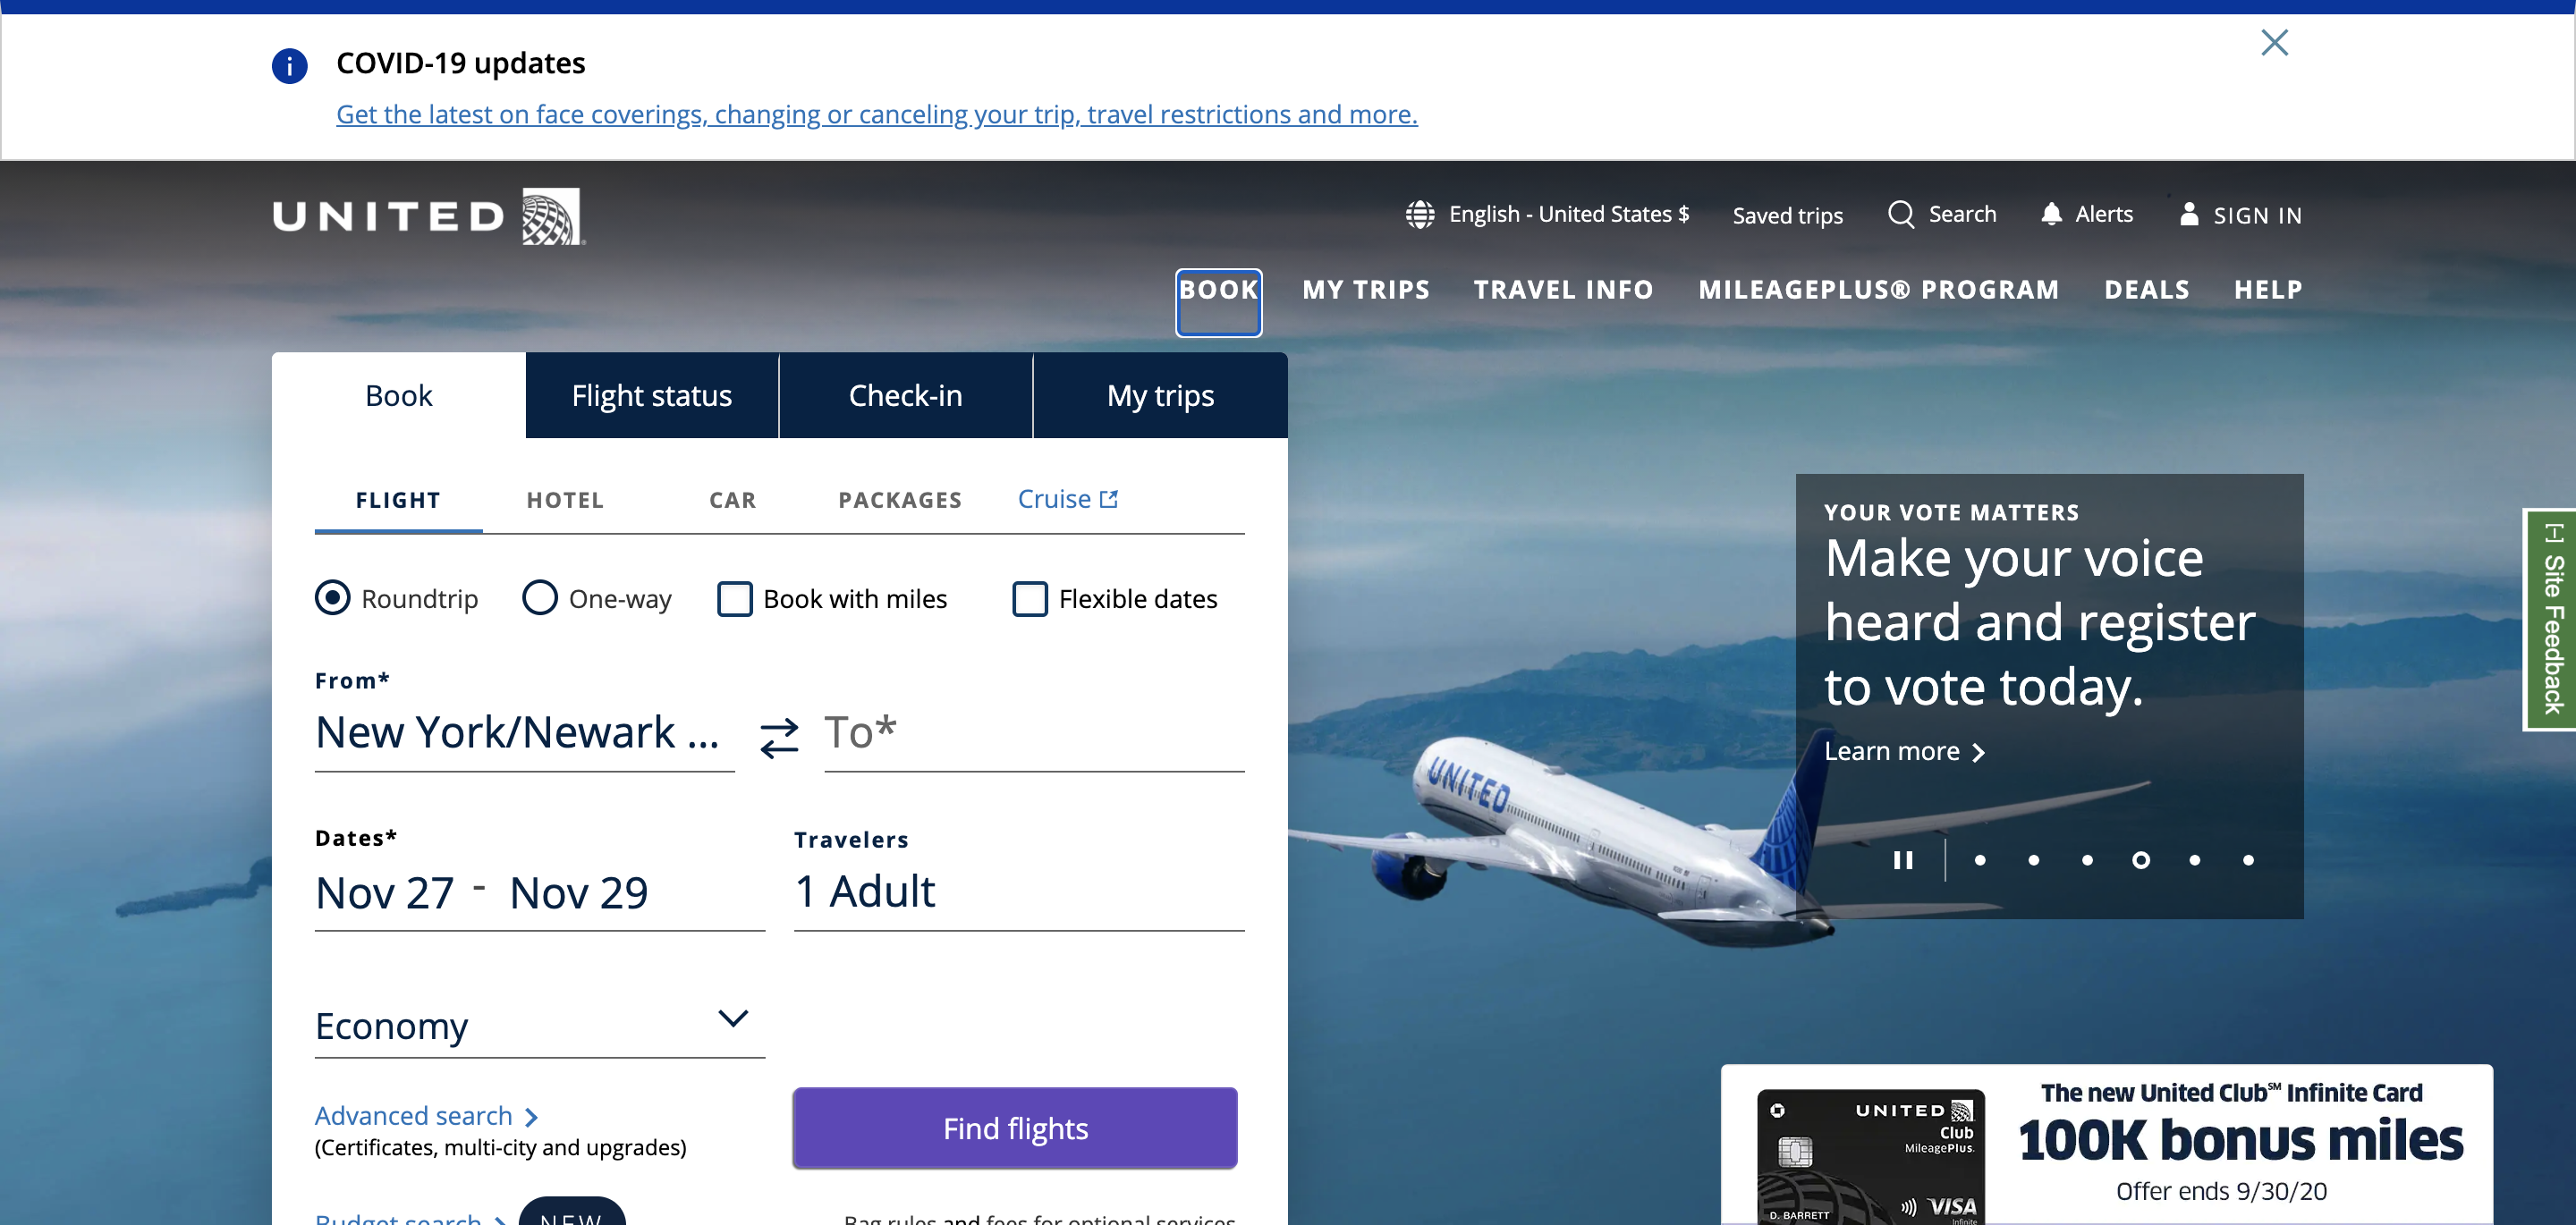 COVID-19 updates
Get the latest on face coverings, changing or canceling your trip, travel restrictions and more.
UNITED
English - United States $
Saved trips
Search
Alerts
SIGN IN
BOOK
MY TRIPS
TRAVEL INFO
MILEAGEPLUS® PROGRAM
DEALS
HELP
Book
Flight status
Check-in
My trips
FLIGHT
HOTEL
CAR
PACKAGES
Cruise
Roundtrip
One-way
Book with miles
Flexible dates
From*
New York/Newark ...
To*
Dates*
Nov 27 - Nov 29
Travelers
1 Adult
Economy
Advanced search
(Certificates, multi-city and upgrades)
Find flights
Budget search
NEW
Bag rules and fees for optional services
YOUR VOTE MATTERS
Make your voice
heard and register
to vote today.
Learn more
UNITED
[-] Site Feedback
UNITED
Club
MileagePlus.
VISA
Infinite
D. BARRETT
The new United Club℠ Infinite Card
100K bonus miles
Offer ends 9/30/20